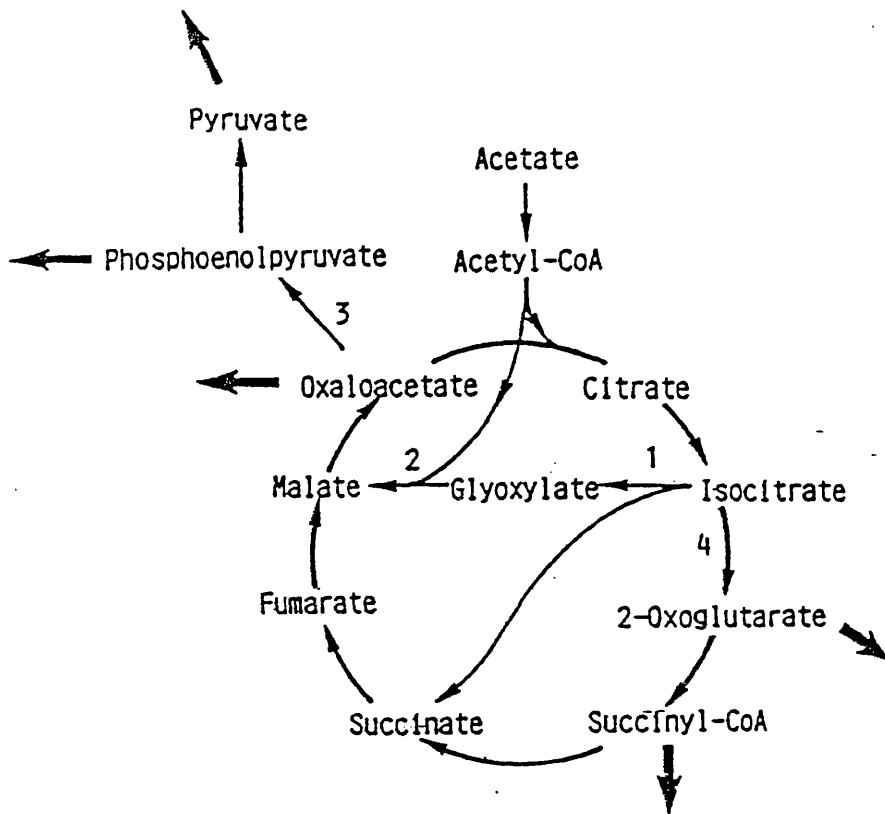 Pyruvate
Acetate
Phosphoenolpyruvate
Acetyl-CoA
3
Oxaloacetate
Citrate
2
1
Malate
Glyoxylate
Isocitrate
4
Fumarate
2-Oxoglutarate
Succinate
Succinyl-CoA